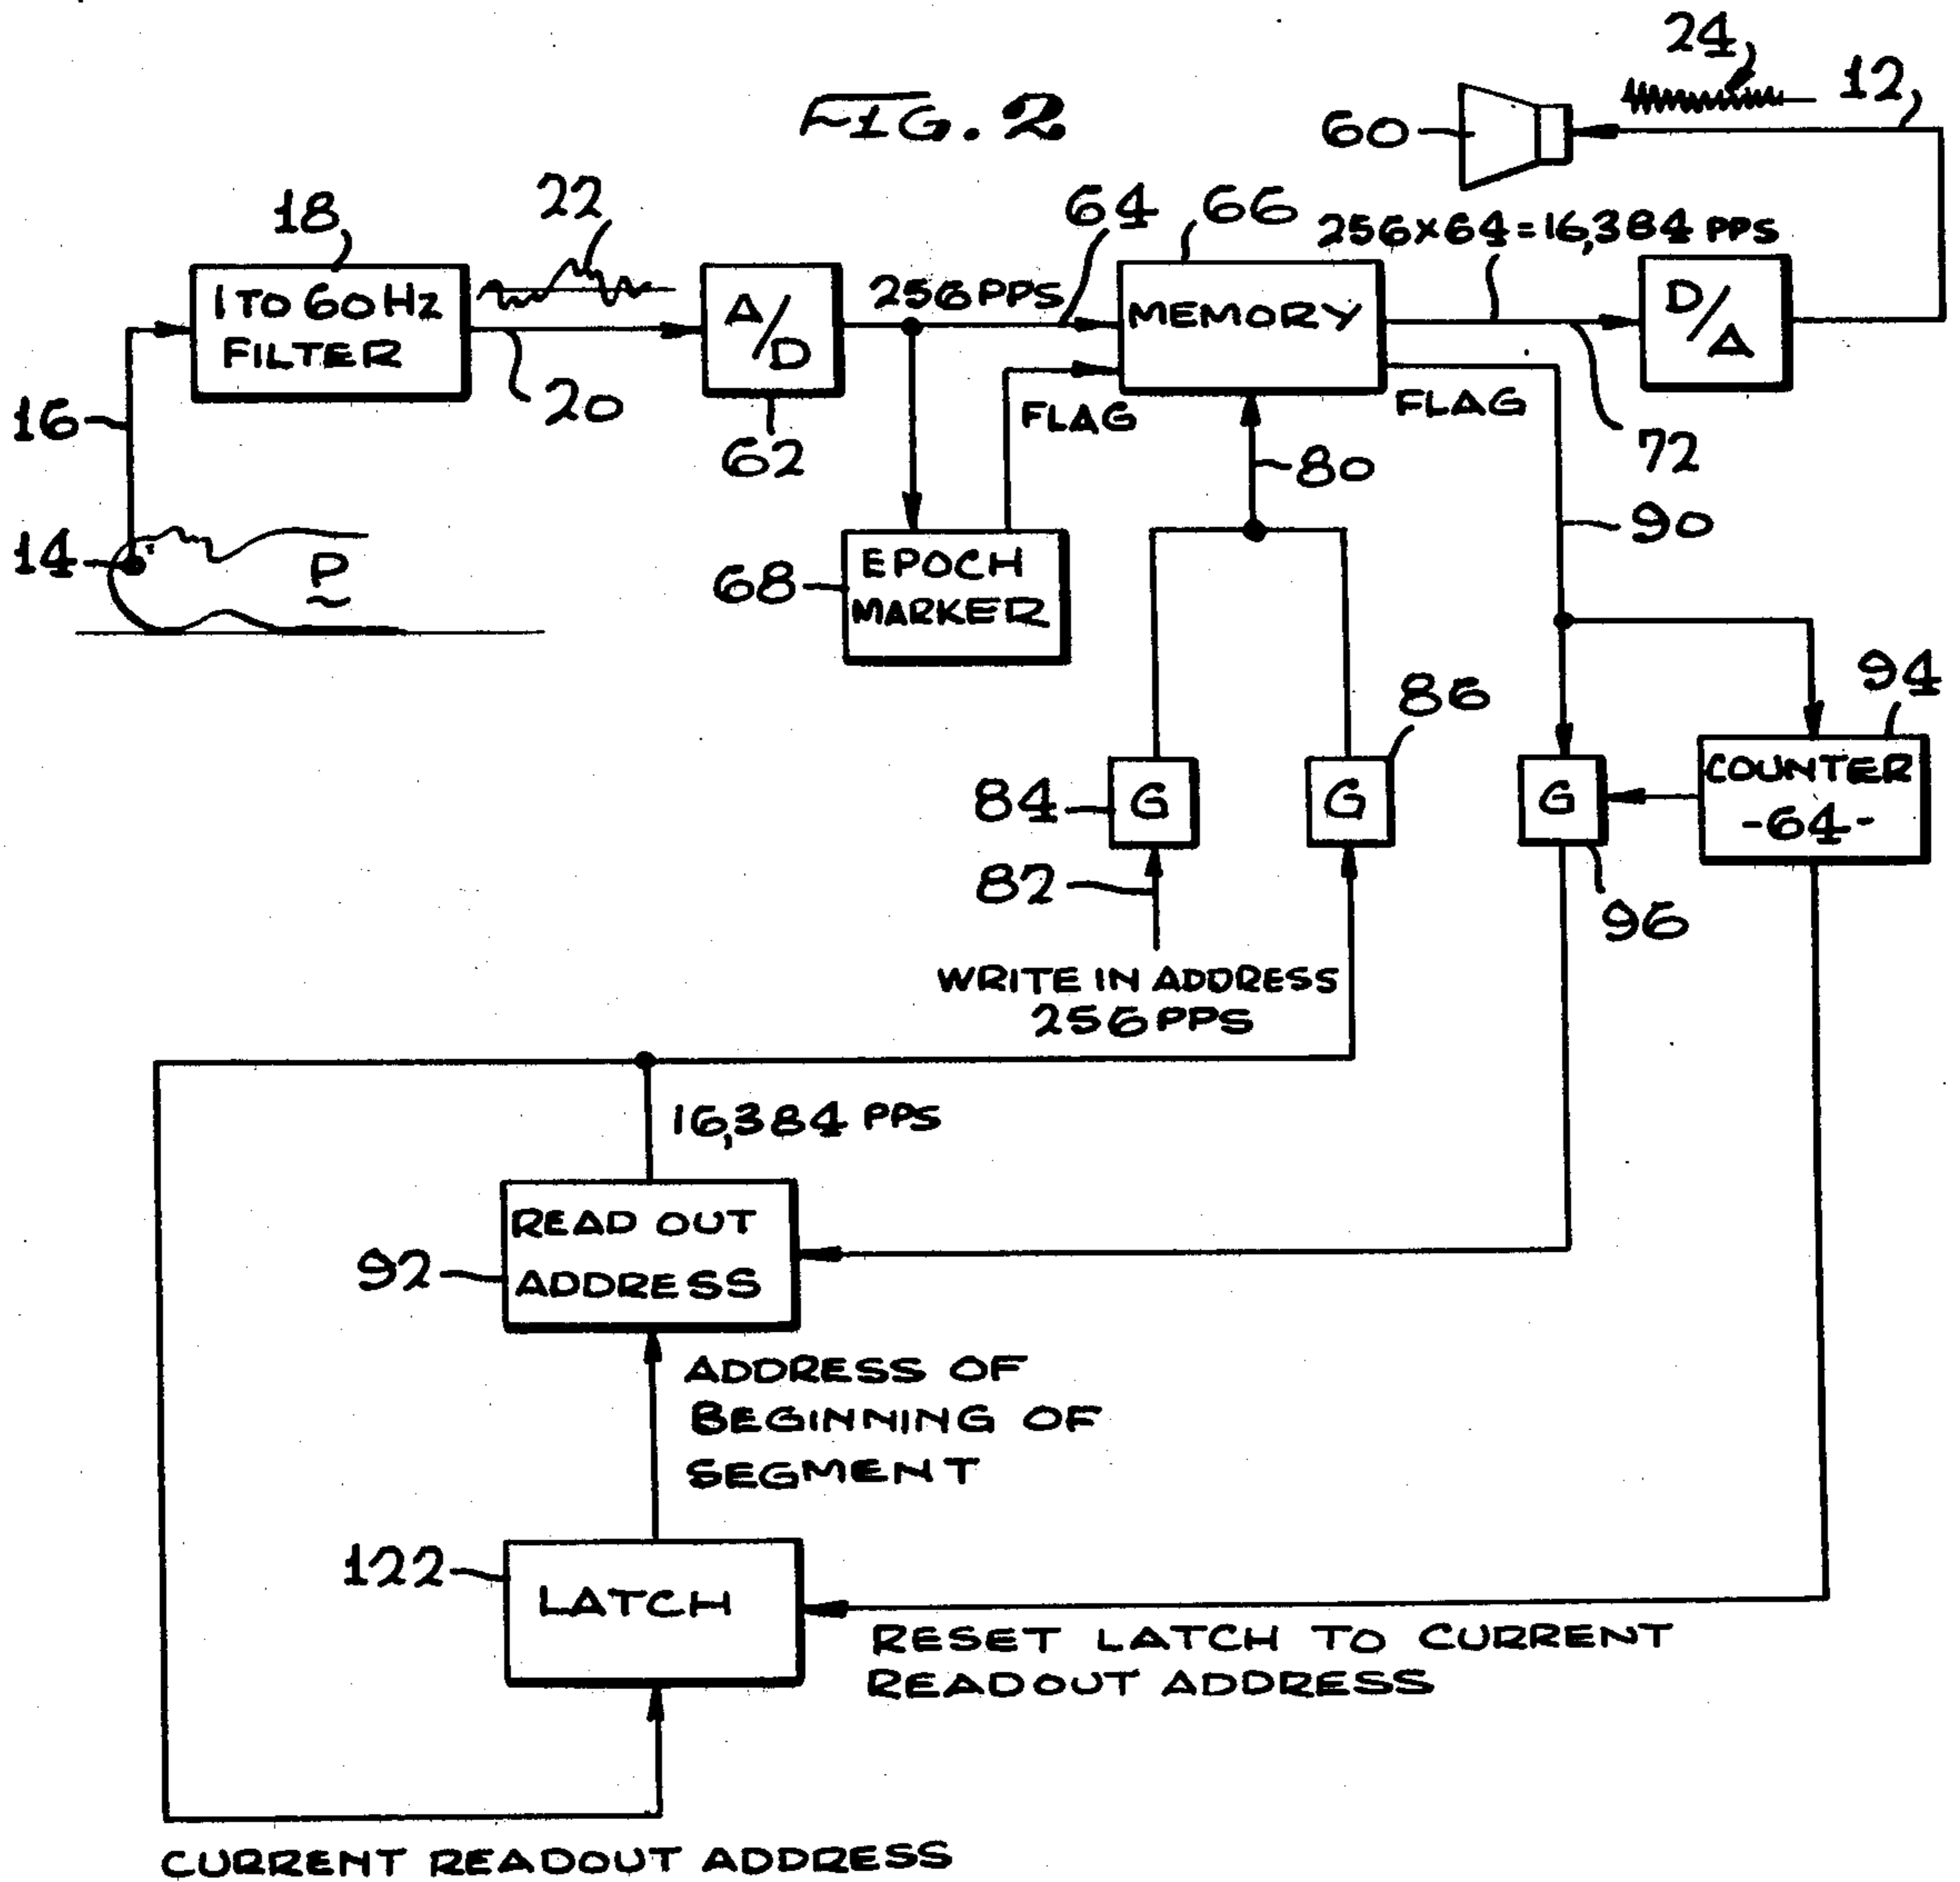 FIG. 2
24
12
60
18
22
64
66
256×64=16,384 PPS
1 TO 60 HZ
FILTER
A/D
256 PPS
MEMORY
D/A
16
20
62
FLAG
FLAG
72
80
90
14
P
68
EPOCH
MARKER
86
94
84
G
G
G
COUNTER
-64-
82
96
WRITE IN ADDRESS
256 PPS
16,384 PPS
92
READ OUT
ADDRESS
ADDRESS OF
BEGINNING OF
SEGMENT
122
LATCH
RESET LATCH TO CURRENT
READOUT ADDRESS
CURRENT READOUT ADDRESS